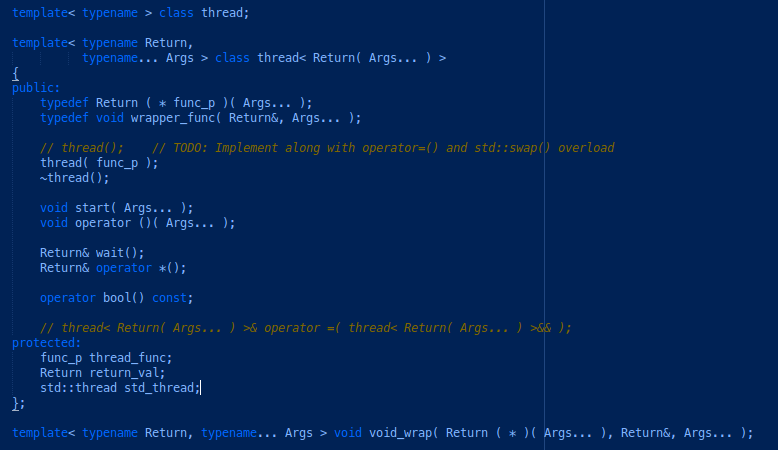 template< typename > class thread;
template< typename Return,
typename... Args > class thread< Return( Args... ) >
{
public:
typedef Return ( * func_p )( Args... );
typedef void wrapper_func( Return&, Args... );
// thread();    // TODO: Implement along with operator=() and std::swap() overload
thread( func_p );
~thread();
void start( Args... );
void operator ()( Args... );
Return& wait();
Return& operator *();
operator bool() const;
// thread< Return( Args... ) >& operator =( thread< Return( Args... ) >&& );
protected:
func_p thread_func;
Return return_val;
std::thread std_thread;
};
template< typename Return, typename... Args > void void_wrap( Return ( * )( Args... ), Return&, Args... );